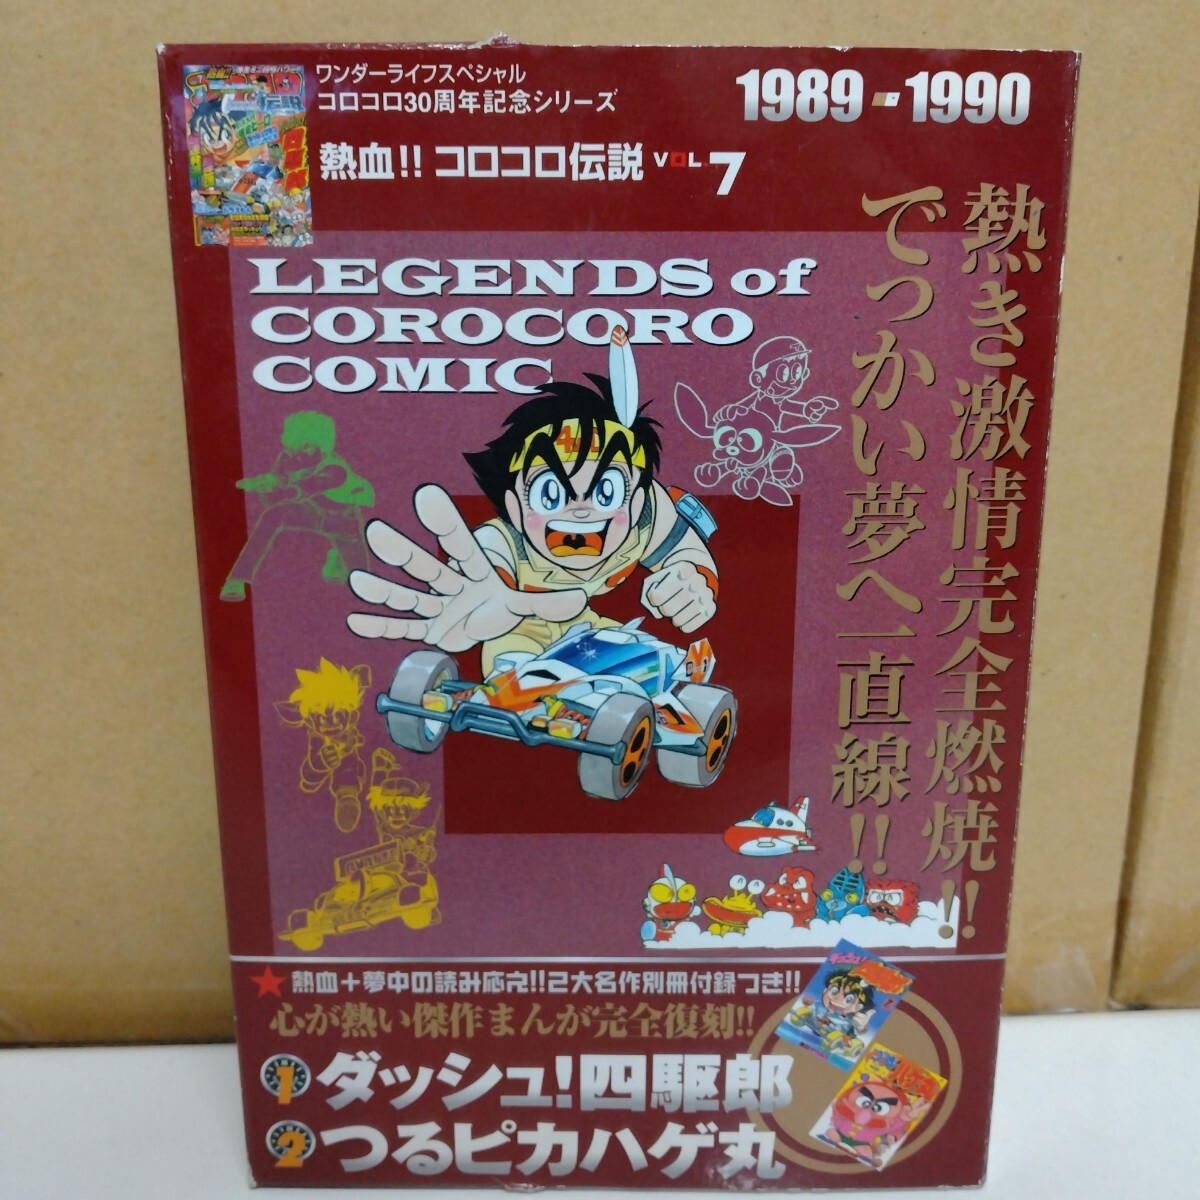 ワンダーライフスペシャル
コロコロ30周年記念シリーズ
1989-1990
熱血!! コロコロ伝説 VOL 7
熱き激情完全燃焼!!
でっかい夢へ一直線!!
LEGENDS of
COROCORO
COMIC
★熱血+夢中の読み応え!!2大名作別冊付録つき!!
心が熱い傑作まんが完全復刻!!
1 ダッシュ!四駆郎
2 つるピカハゲ丸